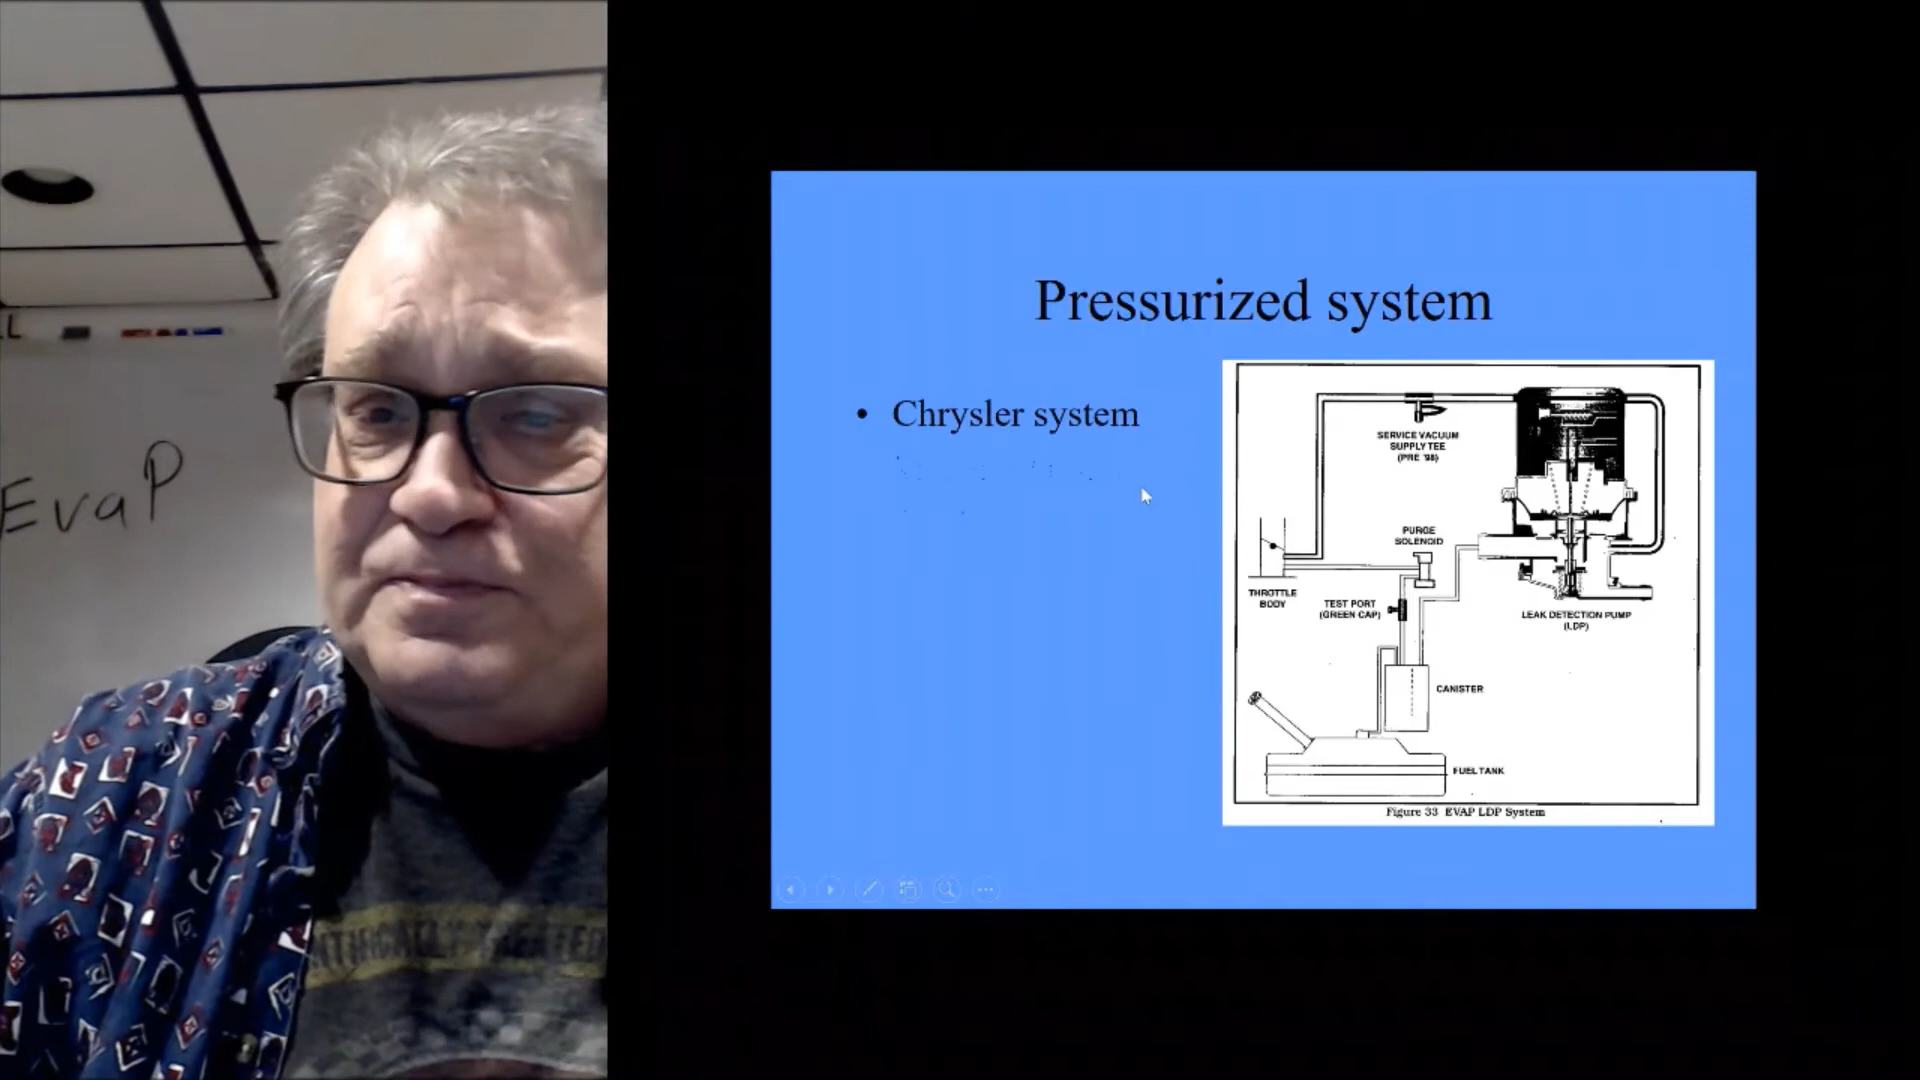 EvaP
Pressurized system
• Chrysler system
SERVICE VACUUM
SUPPLY TEE
(PRE '98)
PURGE
SOLENOID
THROTTLE
BODY
TEST PORT
(GREEN CAP)
LEAK DETECTION PUMP
(LDP)
CANISTER
FUEL TANK
Figure 33 EVAP LDP System